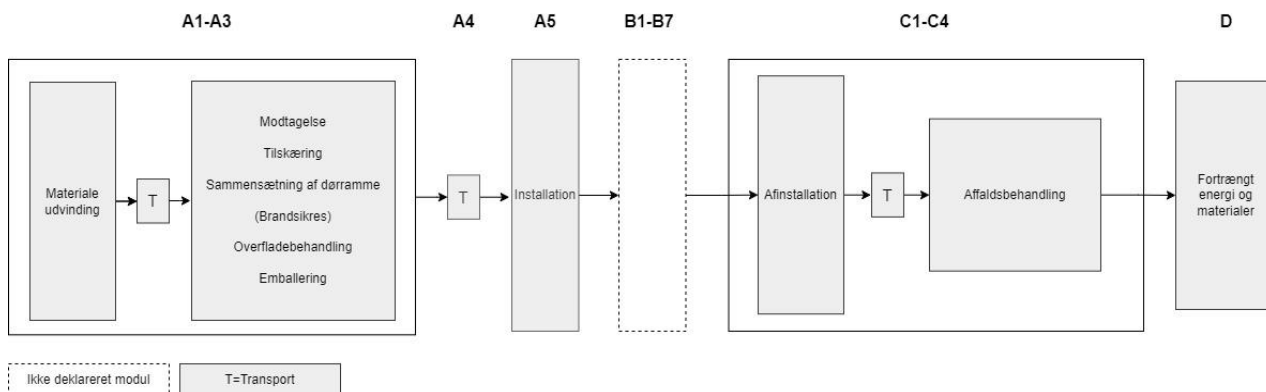 A1-A3
A4
A5
B1-B7
C1-C4
D
Materiale
udvinding
T
Modtagelse
Tilskæring
Sammensætning af dørramme
(Brandsikres)
Overfladebehandling
Emballering
T
Installation
Afinstallation
T
Affaldsbehandling
Fortrængt
energi og
materialer
Ikke deklareret modul
T=Transport